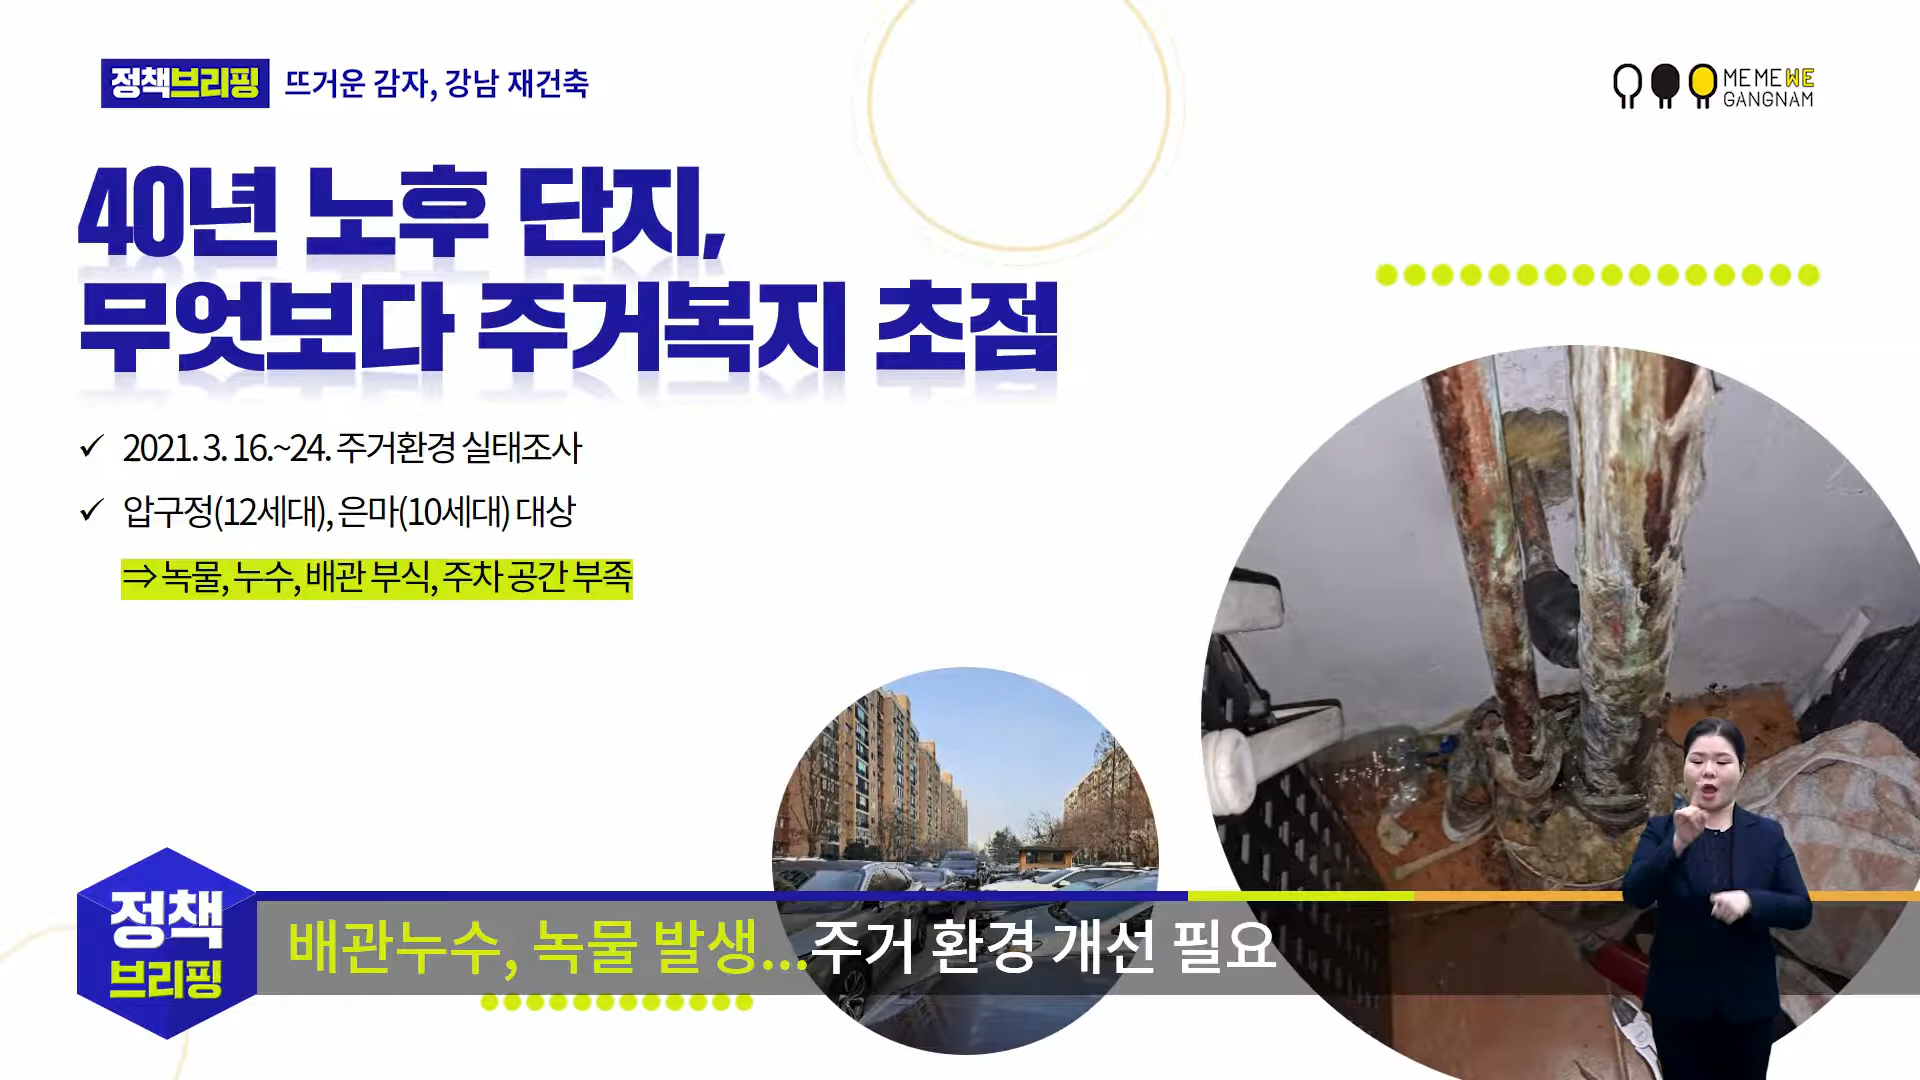 정책브리핑 뜨거운 감자, 강남 재건축
MEMEWE
GANGNAM
40년 노후 단지,
무엇보다 주거복지 초점
✓ 2021. 3. 16.~24. 주거환경 실태조사
✓ 압구정(12세대), 은마(10세대) 대상
⇒ 녹물, 누수, 배관 부식, 주차 공간 부족
정책
브리핑
배관누수, 녹물 발생...주거 환경 개선 필요